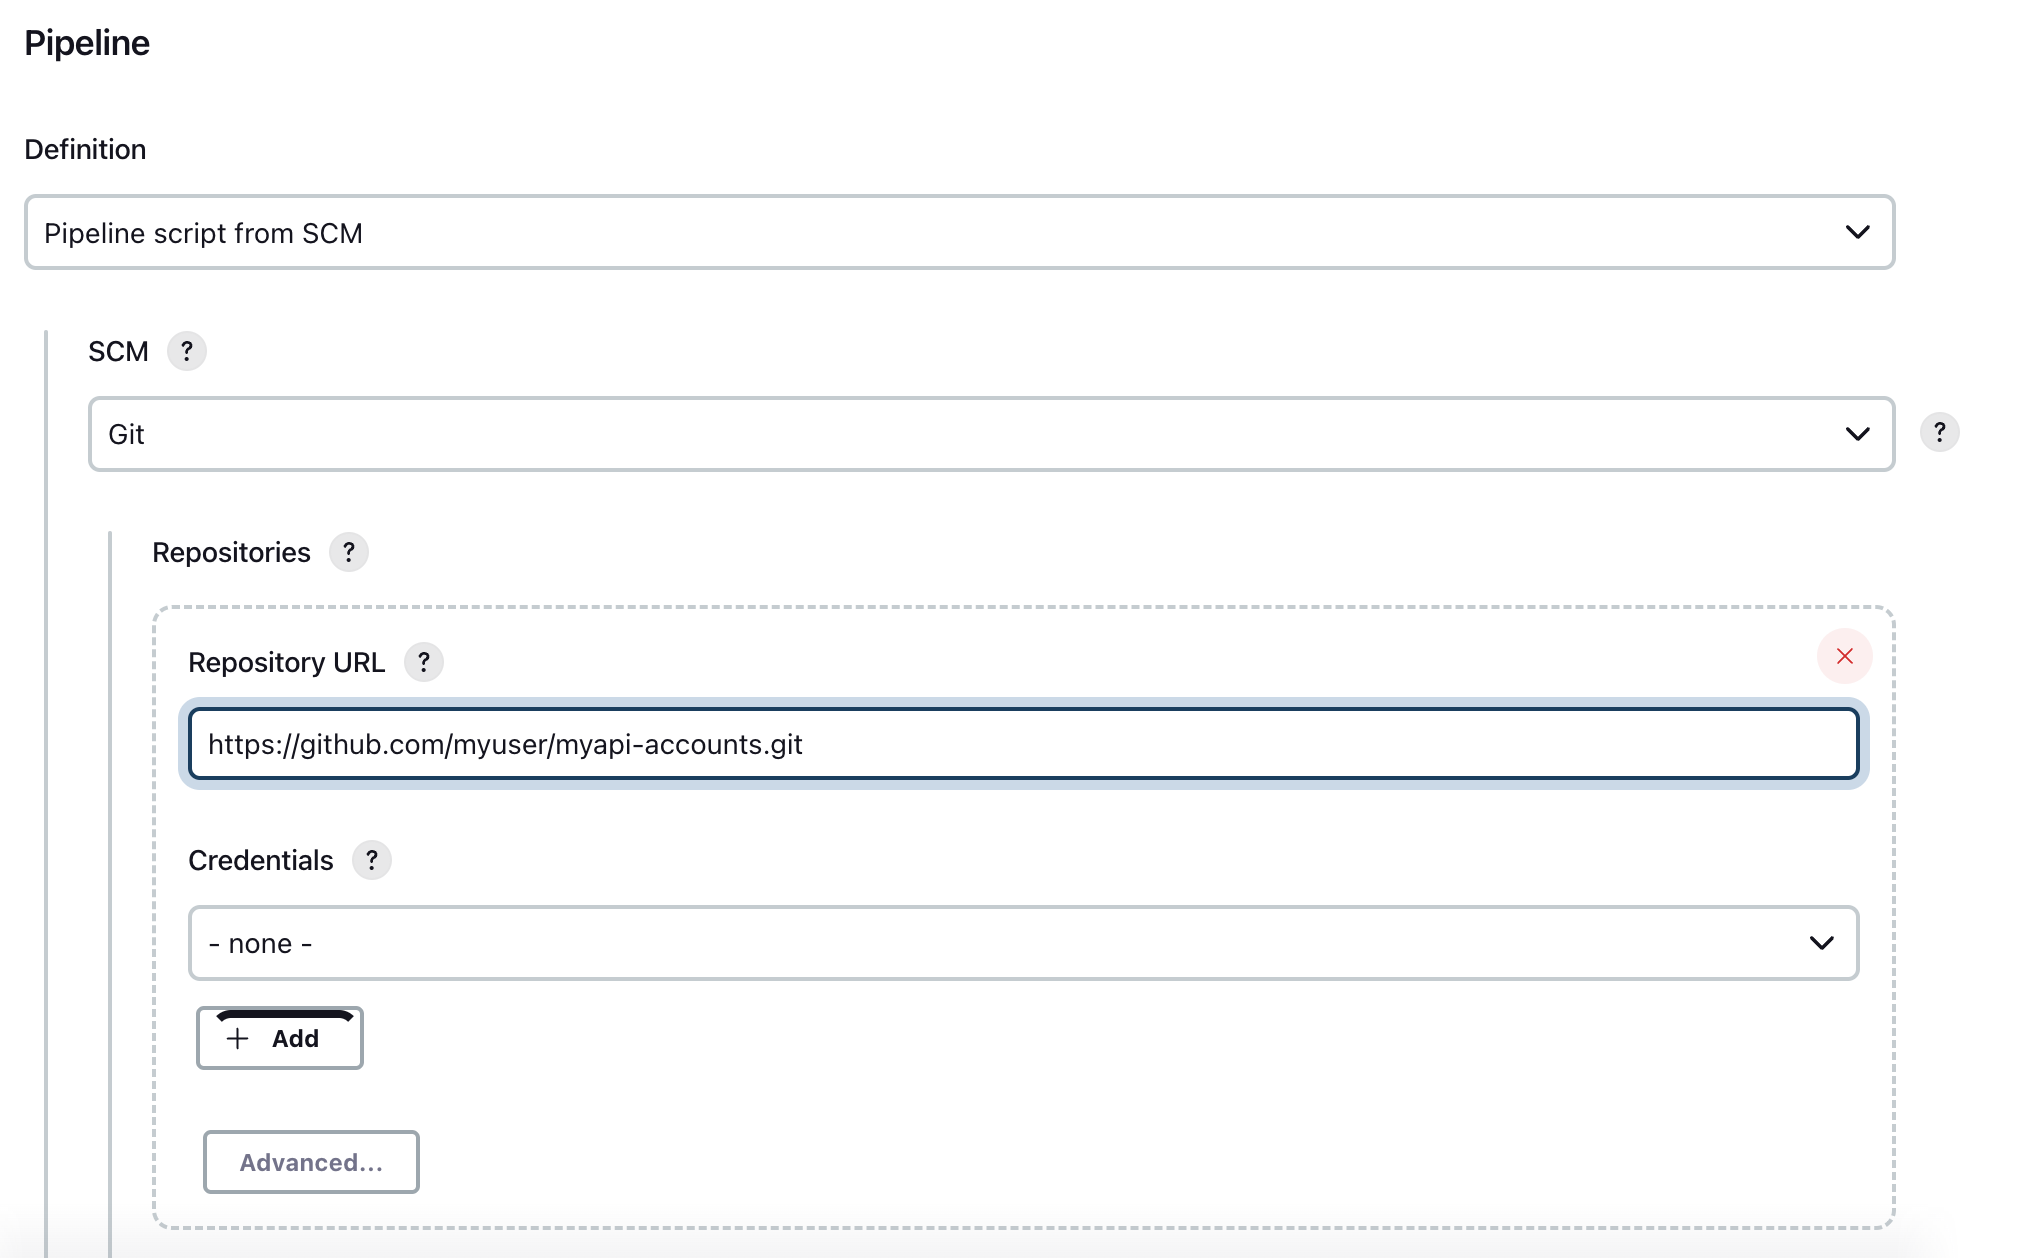 Pipeline
Definition
Pipeline script from SCM
SCM ?
Git
?
Repositories ?
Repository URL ?
https://github.com/myuser/myapi-accounts.git
Credentials ?
- none -
+ Add
Advanced...